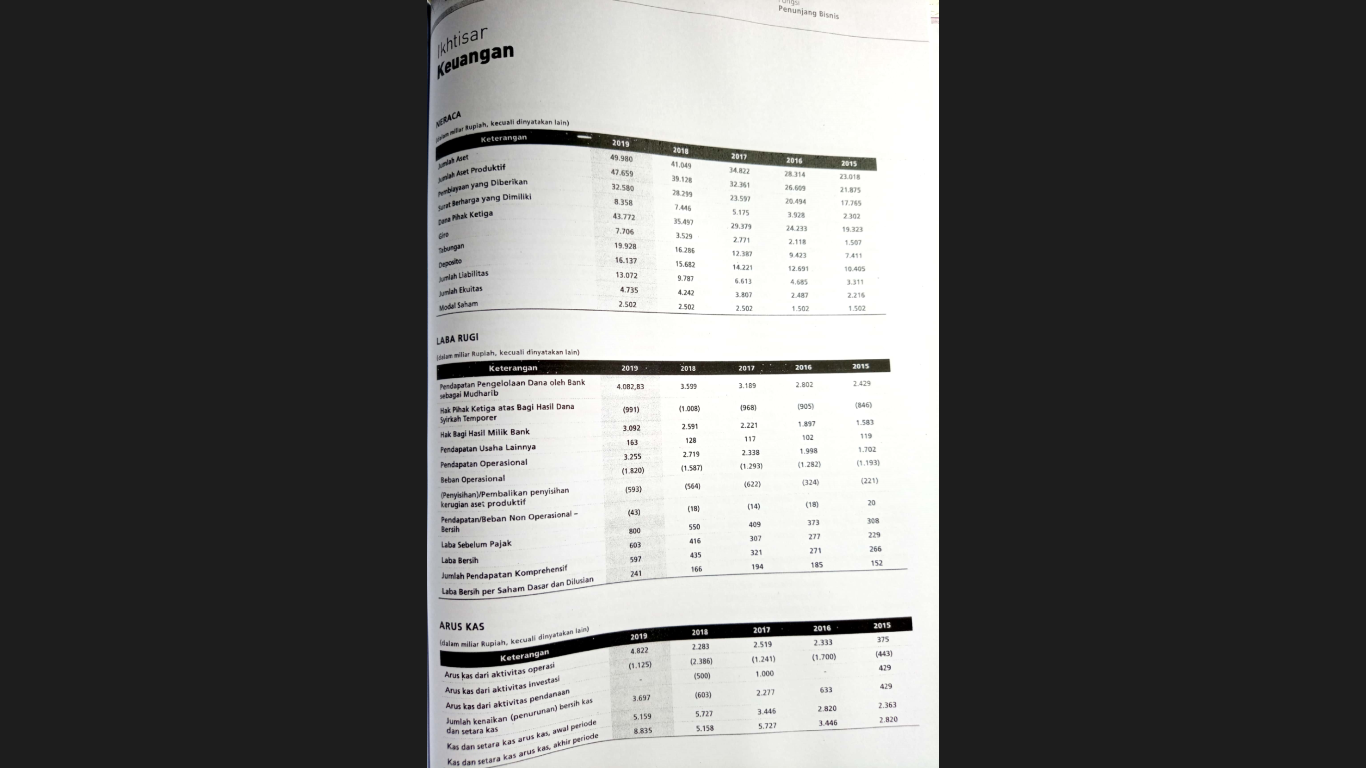 Fungsi
Penunjang Bisnis
Ikhtisar
Keuangan
NERACA
(dalam miliar Rupiah, kecuali dinyatakan lain)
Keterangan 2019 2018 2017 2016 2015
Jumlah Aset 49.980 41.049 34.822 28.314 23.018
Jumlah Aset Produktif 47.659 39.128 32.361 26.609 21.875
Pembiayaan yang Diberikan 32.580 28.299 23.597 20.494 17.765
Surat Berharga yang Dimiliki 8.358 7.446 5.175 3.928 2.302
Dana Pihak Ketiga 43.772 35.497 29.379 24.233 19.323
Giro 7.706 3.529 2.771 2.118 1.507
Tabungan 19.928 16.286 12.387 9.423 7.411
Deposito 16.137 15.682 14.221 12.691 10.405
Jumlah Liabilitas 13.072 9.787 6.613 4.685 3.311
Jumlah Ekuitas 4.735 4.242 3.807 2.487 2.216
Modal Saham 2.502 2.502 2.502 1.502 1.502
LABA RUGI
(dalam miliar Rupiah, kecuali dinyatakan lain)
Keterangan 2019 2018 2017 2016 2015
Pendapatan Pengelolaan Dana oleh Bank
sebagai Mudharib 4.082,83 3.599 3.189 2.802 2.429
Hak Pihak Ketiga atas Bagi Hasil Dana
Syirkah Temporer (991) (1.008) (968) (905) (846)
Hak Bagi Hasil Milik Bank 3.092 2.591 2.221 1.897 1.583
Pendapatan Usaha Lainnya 163 128 117 102 119
Pendapatan Operasional 3.255 2.719 2.338 1.998 1.702
Beban Operasional (1.820) (1.587) (1.293) (1.282) (1.193)
(Penyisihan)/Pembalikan penyisihan
kerugian aset produktif (593) (564) (622) (324) (221)
Pendapatan/Beban Non Operasional –
Bersih (43) (18) (14) (18) 20
Laba Sebelum Pajak 800 550 409 373 308
Laba Bersih 603 416 307 277 229
Jumlah Pendapatan Komprehensif 597 435 321 271 266
Laba Bersih per Saham Dasar dan Dilusian 241 166 194 185 152
ARUS KAS
(dalam miliar Rupiah, kecuali dinyatakan lain)
Keterangan 2019 2018 2017 2016 2015
Arus kas dari aktivitas operasi 4.822 2.283 2.519 2.333 375
Arus kas dari aktivitas investasi (1.125) (2.386) (1.241) (1.700) (443)
Arus kas dari aktivitas pendanaan - (500) 1.000 - 429
Jumlah kenaikan (penurunan) bersih kas
dan setara kas 3.697 (603) 2.277 633 429
Kas dan setara kas arus kas, awal periode 5.159 5.727 3.446 2.820 2.363
Kas dan setara kas arus kas, akhir periode 8.835 5.158 5.727 3.446 2.820